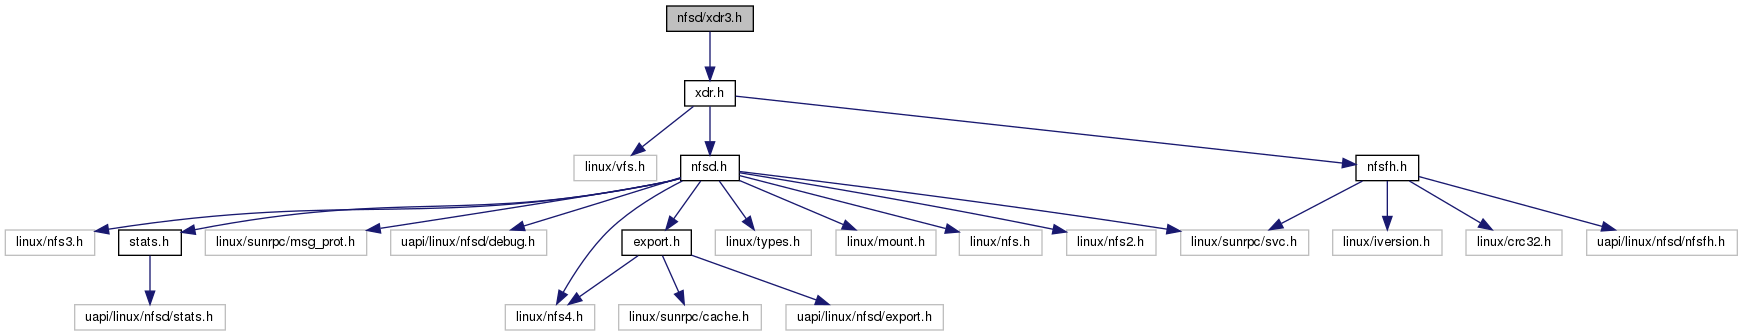 nfsd/xdr3.h
xdr.h
linux/vfs.h
nfsd.h
nfsfh.h
linux/nfs3.h
stats.h
linux/sunrpc/msg_prot.h
uapi/linux/nfsd/debug.h
export.h
linux/types.h
linux/mount.h
linux/nfs.h
linux/nfs2.h
linux/sunrpc/svc.h
linux/iversion.h
linux/crc32.h
uapi/linux/nfsd/nfsfh.h
uapi/linux/nfsd/stats.h
linux/nfs4.h
linux/sunrpc/cache.h
uapi/linux/nfsd/export.h